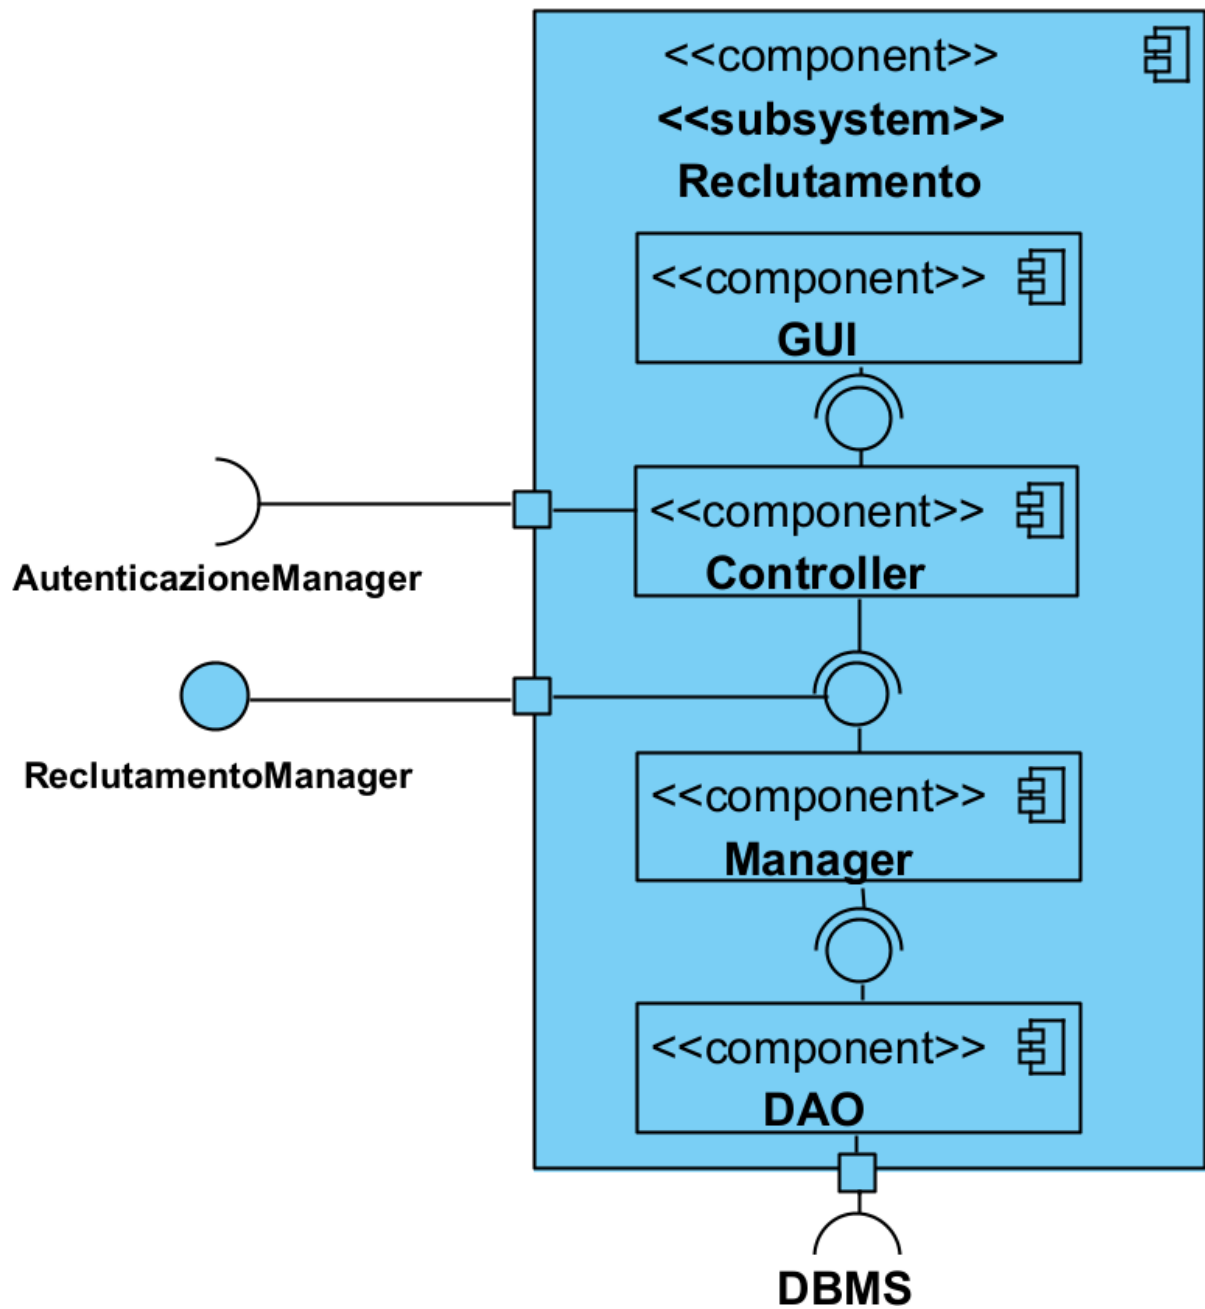 <<component>>
<<subsystem>>
Reclutamento
<<component>>
GUI
<<component>>
Controller
AutenticazioneManager
ReclutamentoManager
<<component>>
Manager
<<component>>
DAO
DBMS